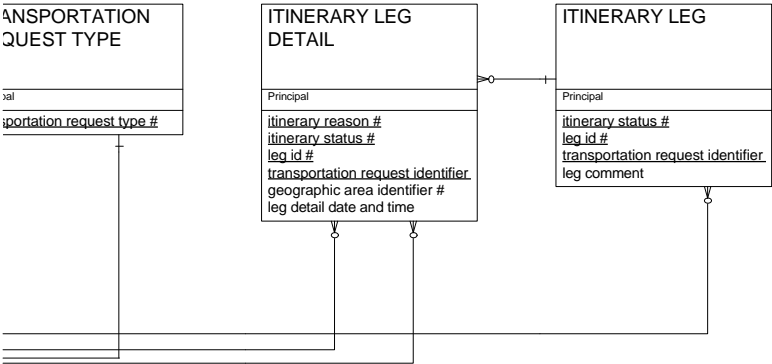 ANSPORTATION
QUEST TYPE
pal
sportation request type #
ITINERARY LEG
DETAIL
Principal
itinerary reason #
itinerary status #
leg id #
transportation request identifier
geographic area identifier #
leg detail date and time
ITINERARY LEG
Principal
itinerary status #
leg id #
transportation request identifier
leg comment